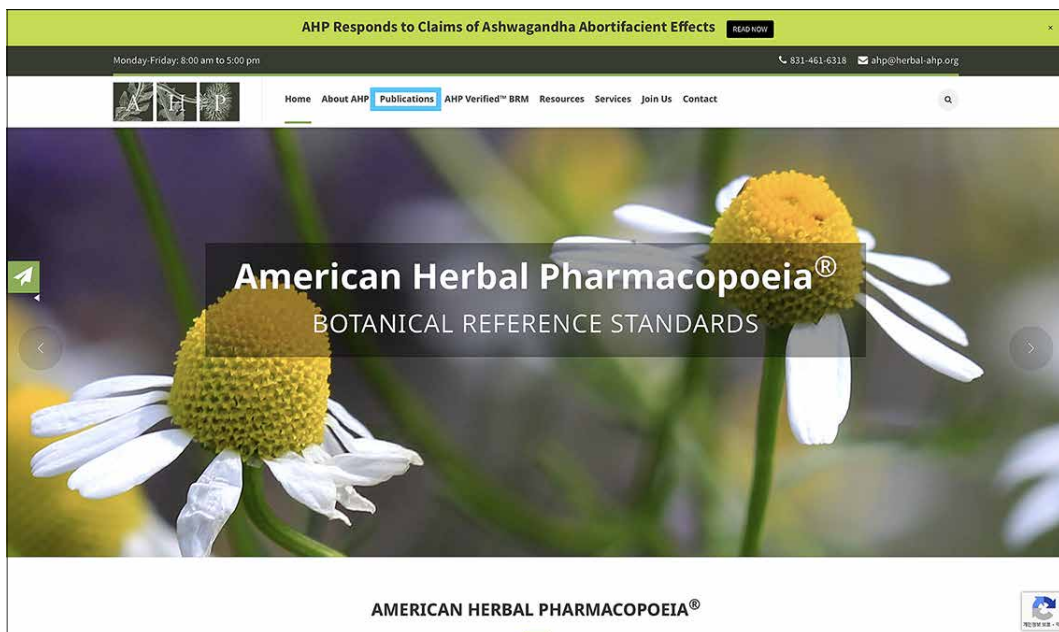 AHP Responds to Claims of Ashwagandha Abortifacient Effects READ NOW ×
Monday-Friday: 8:00 am to 5:00 pm 831-461-6318 ahp@herbal-ahp.org
A H P Home About AHP Publications AHP Verified™ BRM Resources Services Join Us Contact
American Herbal Pharmacopoeia®
BOTANICAL REFERENCE STANDARDS
AMERICAN HERBAL PHARMACOPOEIA®